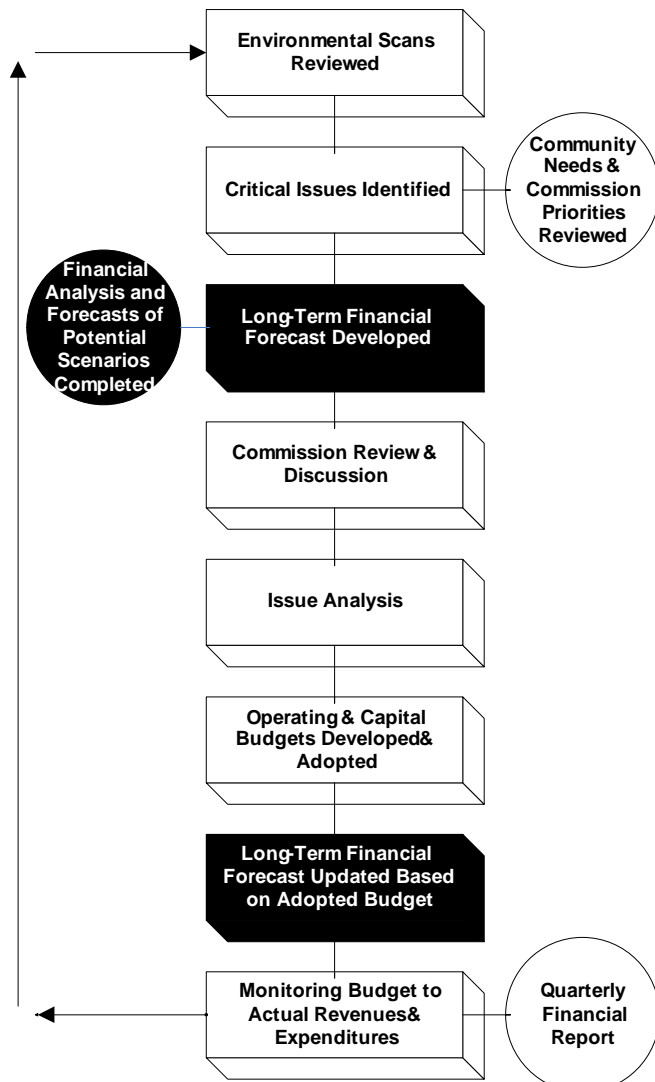 Environmental Scans
Reviewed
Critical Issues Identified
Community
Needs &
Commission
Priorities
Reviewed
Financial
Analysis and
Forecasts of
Potential
Scenarios
Completed
Long-Term Financial
Forecast Developed
Commission Review &
Discussion
Issue Analysis
Operating & Capital
Budgets Developed&
Adopted
Long-Term Financial
Forecast Updated Based
on Adopted Budget
Monitoring Budget to
Actual Revenues&
Expenditures
Quarterly
Financial
Report